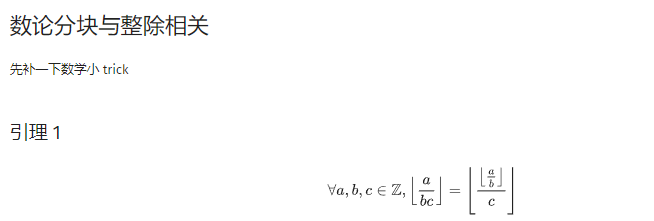 数论分块与整除相关
先补一下数学小 trick
引理 1
∀a, b, c ∈ ℤ, ⌊a/bc⌋ = ⌊⌊a/b⌋/c⌋